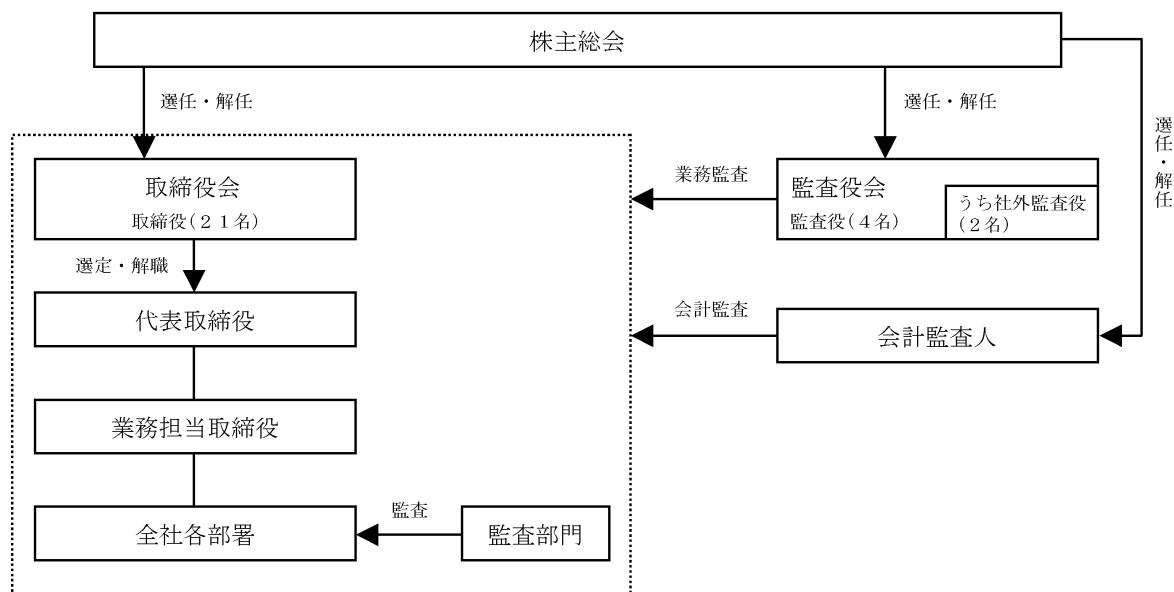 株主総会
選任・解任
選任・解任
選任・解任
取締役会
取締役(２１名)
業務監査
監査役会
監査役(４名)
うち社外監査役
(２名)
選定・解職
代表取締役
会計監査
会計監査人
業務担当取締役
全社各部署
監査
監査部門